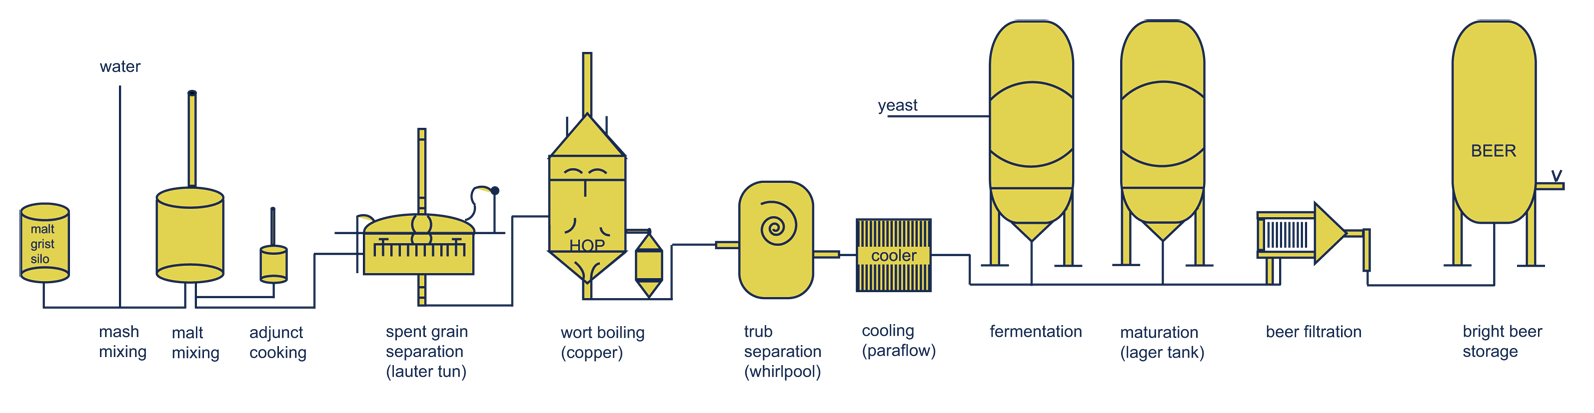 water
malt
grist
silo
mash
mixing
malt
mixing
adjunct
cooking
spent grain
separation
(lauter tun)
HOP
wort boiling
(copper)
trub
separation
(whirlpool)
cooler
cooling
(paraflow)
yeast
fermentation
maturation
(lager tank)
beer filtration
BEER
bright beer
storage